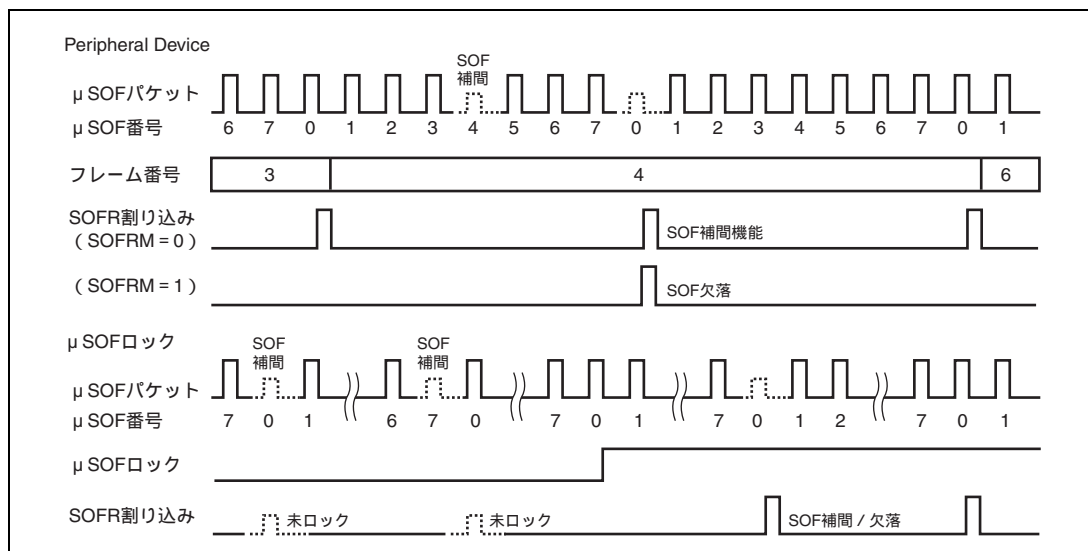 Peripheral Device
SOF
補間
μ SOFパケット
μ SOF番号 6 7 0 1 2 3 4 5 6 7 0 1 2 3 4 5 6 7 0 1
フレーム番号 3 4 6
SOFR割り込み
（ SOFRM = 0 ） SOF補間機能
（ SOFRM = 1 ） SOF欠落
μ SOFロック SOF SOF
補間 補間
μ SOFパケット
μ SOF番号 7 0 1 6 7 0 7 0 1 7 0 1 2 7 0 1
μ SOFロック
SOFR割り込み 未ロック 未ロック SOF補間 / 欠落